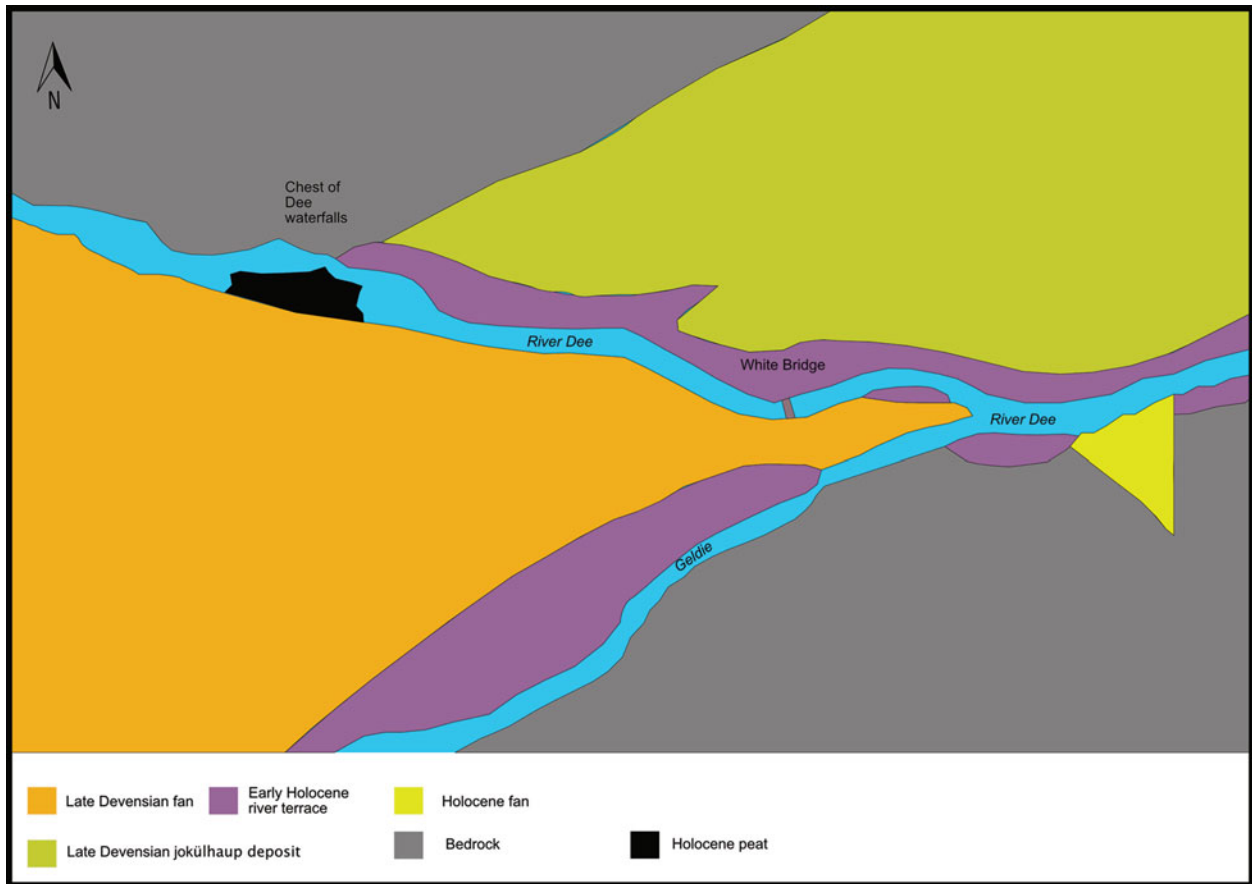 N
Chest of
Dee
waterfalls
River Dee
White Bridge
River Dee
Geldie
Late Devensian fan
Early Holocene
river terrace
Holocene fan
Late Devensian jokülhaup deposit
Bedrock
Holocene peat